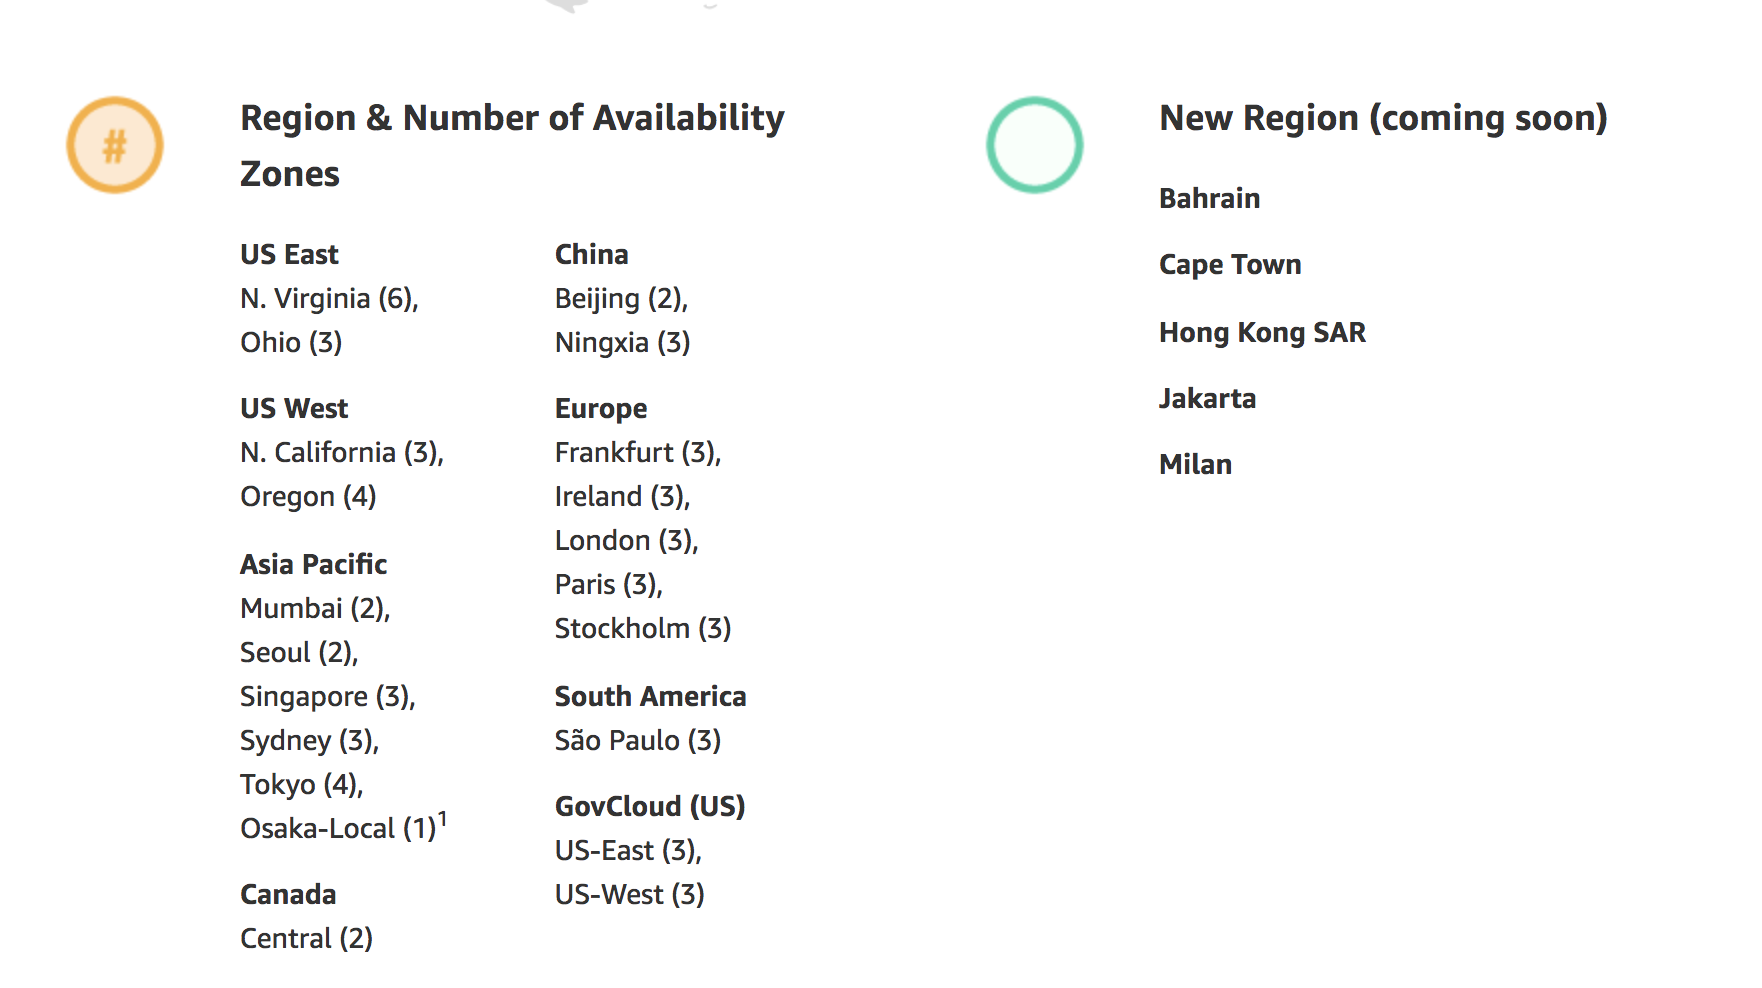 #
Region & Number of Availability
Zones
US East
N. Virginia (6),
Ohio (3)
US West
N. California (3),
Oregon (4)
Asia Pacific
Mumbai (2),
Seoul (2),
Singapore (3),
Sydney (3),
Tokyo (4),
Osaka-Local (1)¹
Canada
Central (2)
China
Beijing (2),
Ningxia (3)
Europe
Frankfurt (3),
Ireland (3),
London (3),
Paris (3),
Stockholm (3)
South America
São Paulo (3)
GovCloud (US)
US-East (3),
US-West (3)
New Region (coming soon)
Bahrain
Cape Town
Hong Kong SAR
Jakarta
Milan